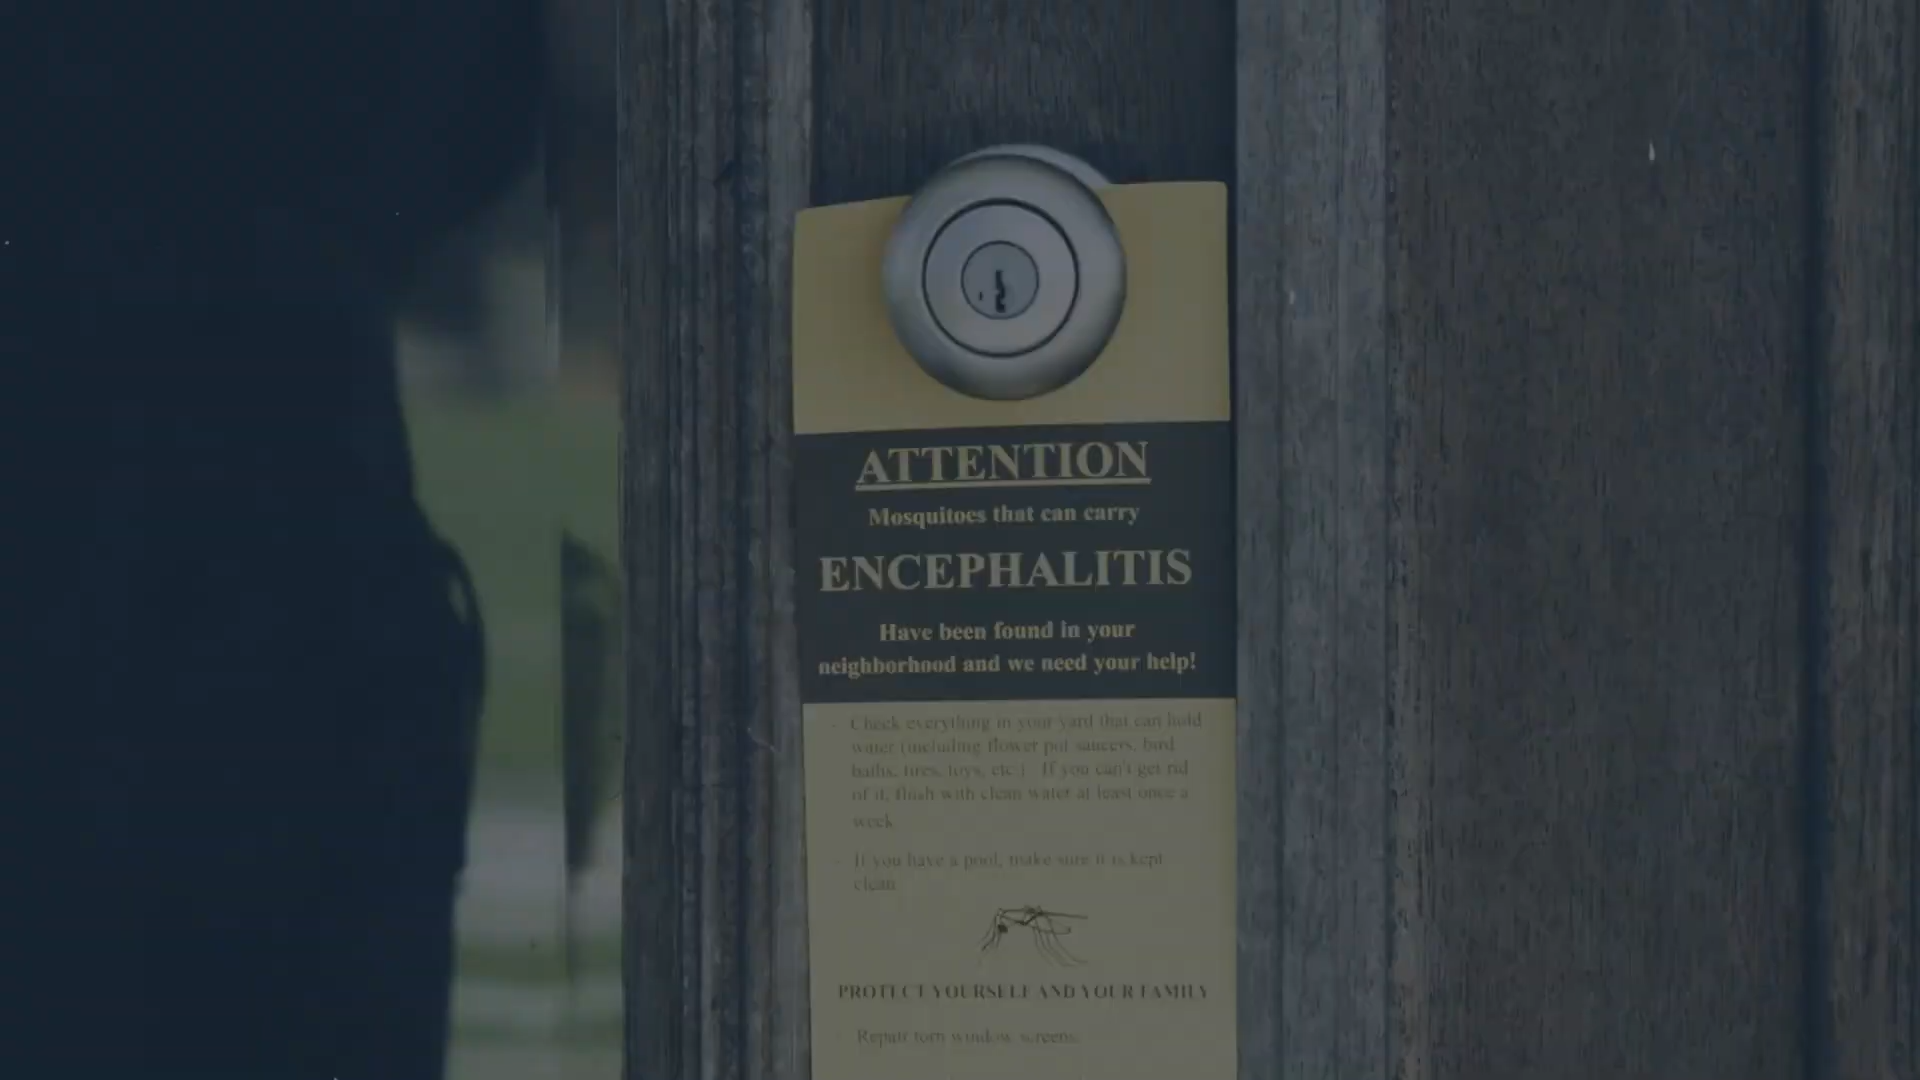 ATTENTION
Mosquitoes that can carry
ENCEPHALITIS
Have been found in your
neighborhood and we need your help!
- Check everything in your yard that can hold
water (including flower pot saucers, bird
baths, tires, toys, etc.) If you can't get rid
of it, flush with clean water at least once a
week
- If you have a pool, make sure it is kept
clean
PROTECT YOURSELF AND YOUR FAMILY
- Repair torn window screens